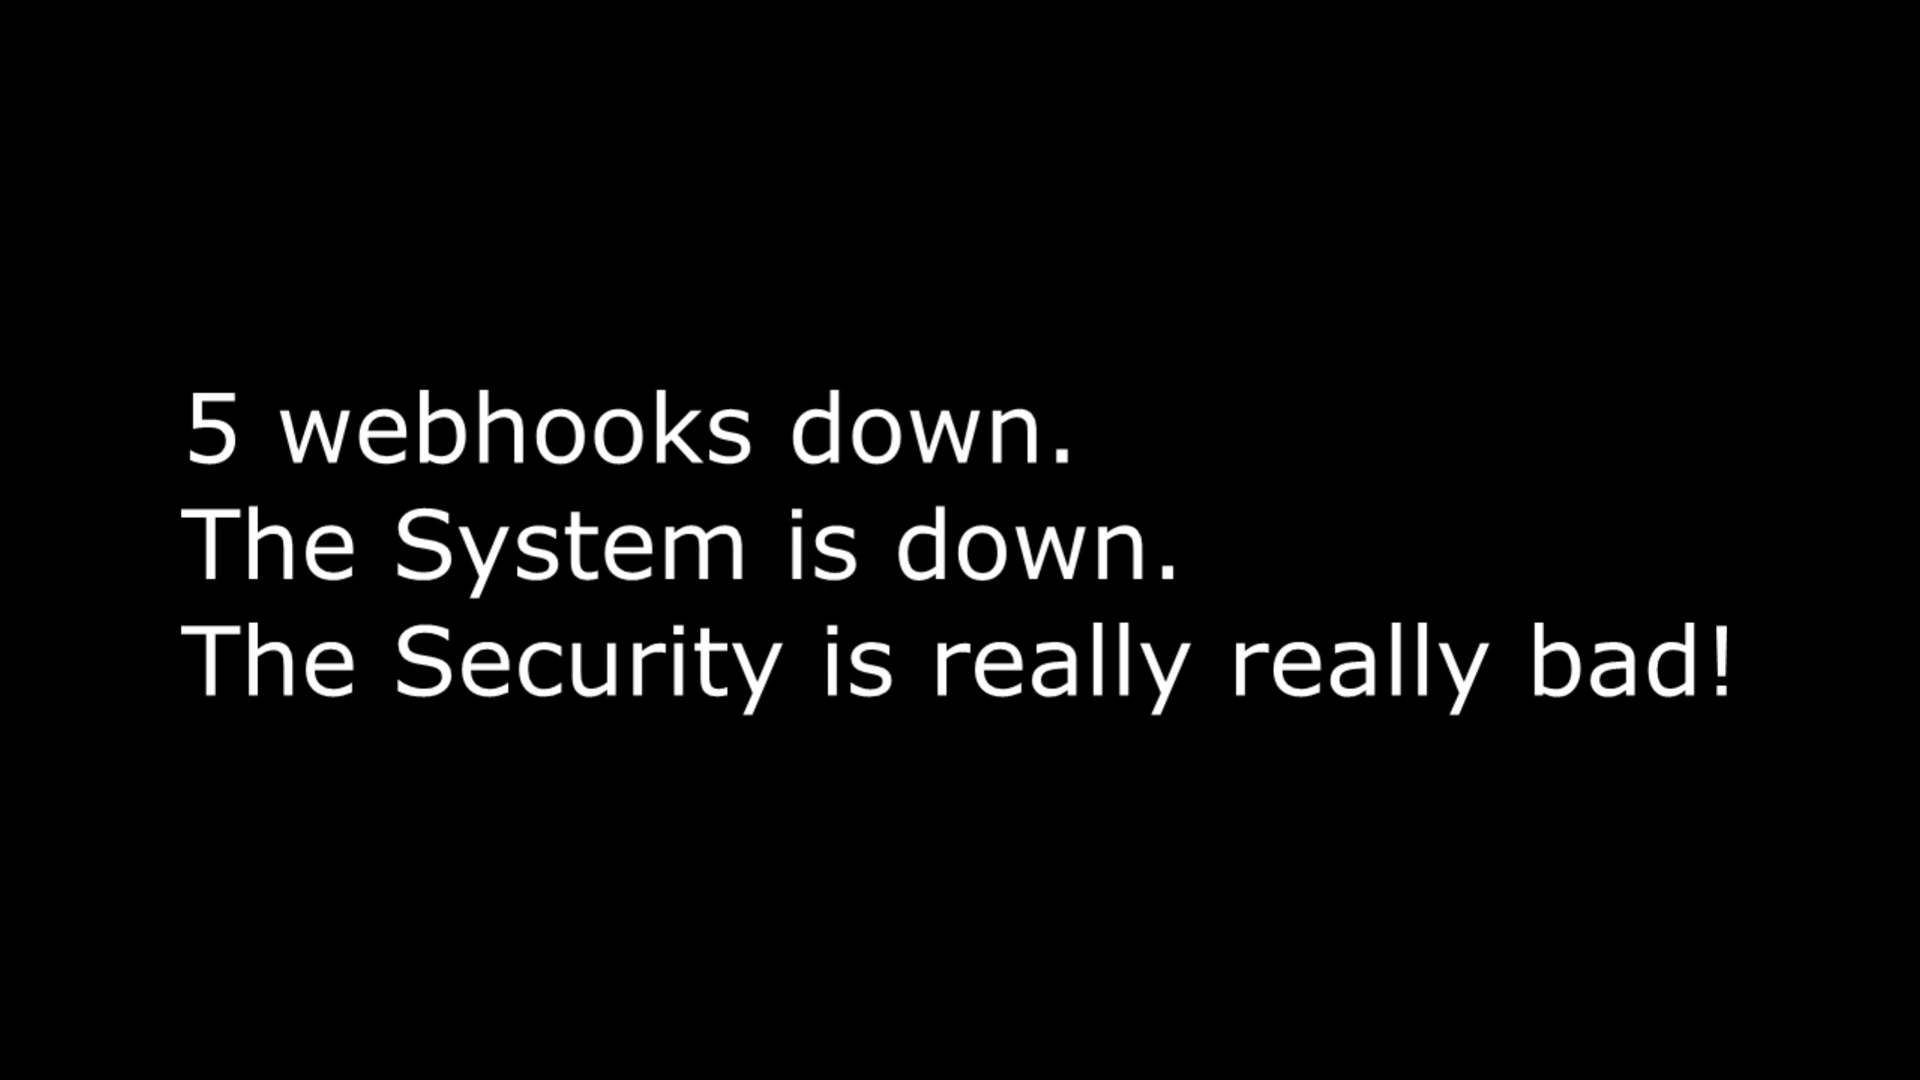 5 webhooks down.
The System is down.
The Security is really really bad!